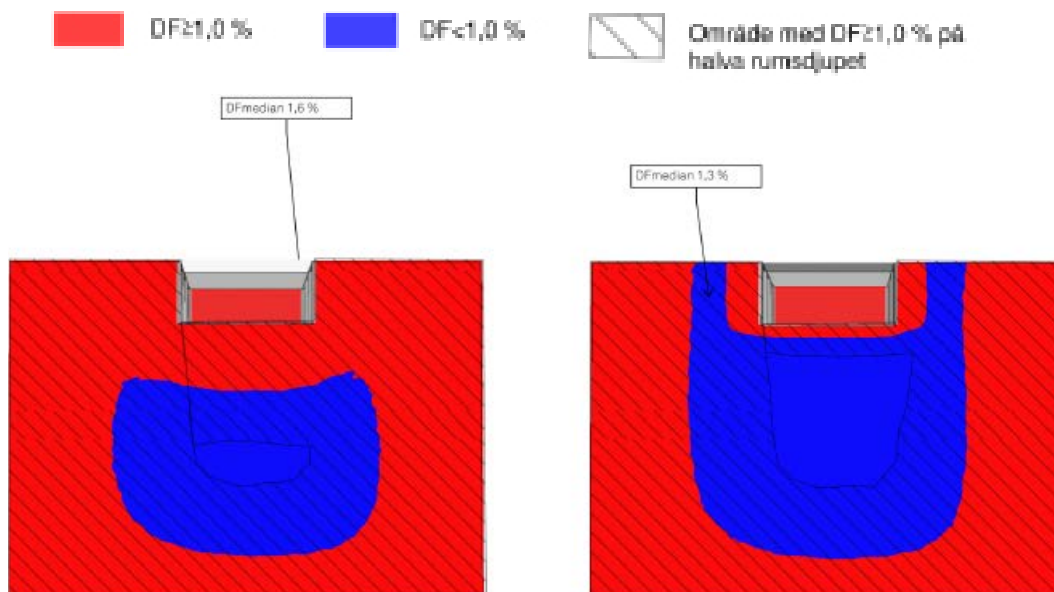 DF≥1,0 %
DF<1,0 %
Område med DF≥1,0 % på
halva rumsdjupet
DFmedian 1,6 %
DFmedian 1,3 %